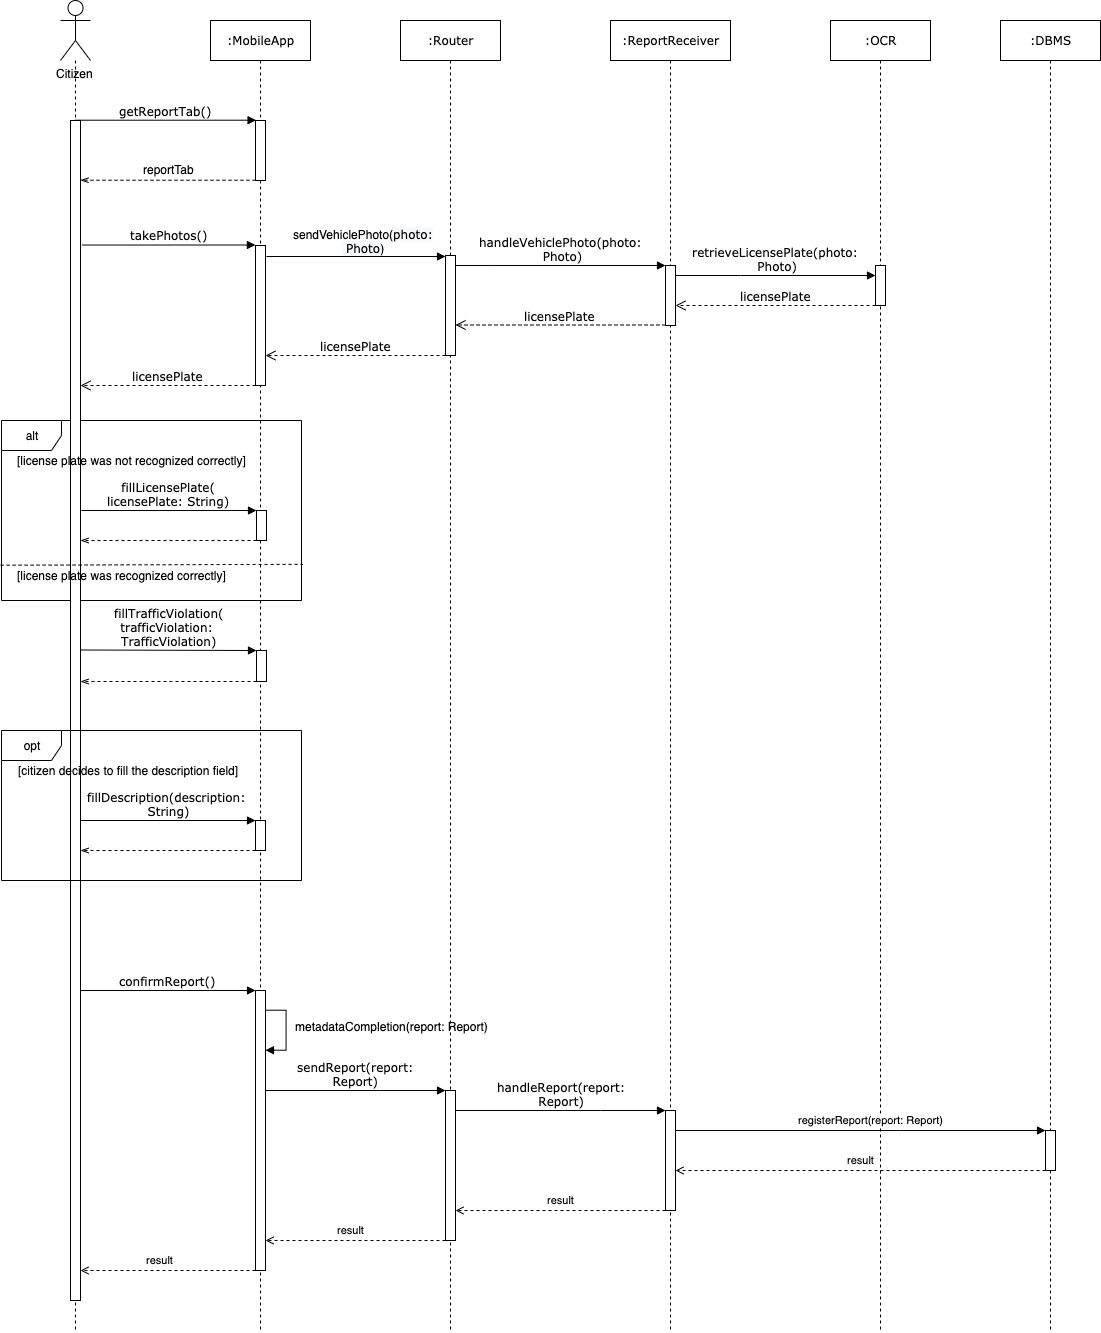 Citizen
:MobileApp
:Router
:ReportReceiver
:OCR
:DBMS
getReportTab()
reportTab
takePhotos()
sendVehiclePhoto(photo:
Photo)
handleVehiclePhoto(photo:
Photo)
retrieveLicensePlate(photo:
Photo)
licensePlate
licensePlate
licensePlate
licensePlate
alt
[license plate was not recognized correctly]
fillLicensePlate(
licensePlate: String)
[license plate was recognized correctly]
fillTrafficViolation(
trafficViolation:
TrafficViolation)
opt
[citizen decides to fill the description field]
fillDescription(description:
String)
confirmReport()
metadataCompletion(report: Report)
sendReport(report:
Report)
handleReport(report:
Report)
registerReport(report: Report)
result
result
result
result